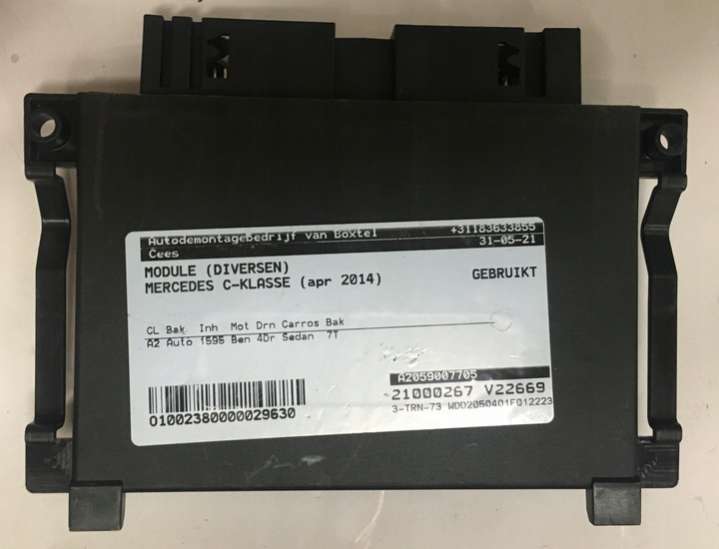 Autodemontagebedrijf van Boxtel +31183633855
Cees 31-05-21
MODULE (DIVERSEN) GEBRUIKT
MERCEDES C-KLASSE (apr 2014)
CL Bak Inh Mot Drn Carros Bak
A2 Auto 1595 Ben 4Dr Sedan 7T
A2059007705
21000267 V22669
3-TRN-73 WDD2050401F012223
01002380000029630